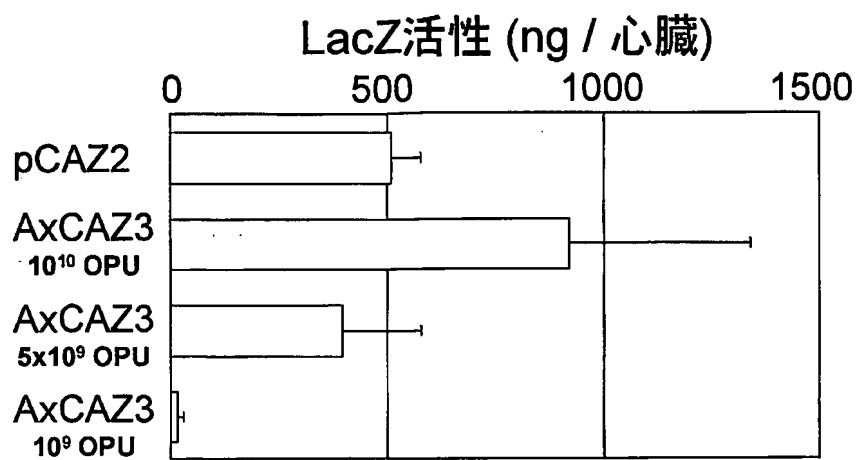 LacZ活性 (ng / 心臓)
0 500 1000 1500
pCAZ2
AxCAZ3
10¹⁰ OPU
AxCAZ3
5x10⁹ OPU
AxCAZ3
10⁹ OPU